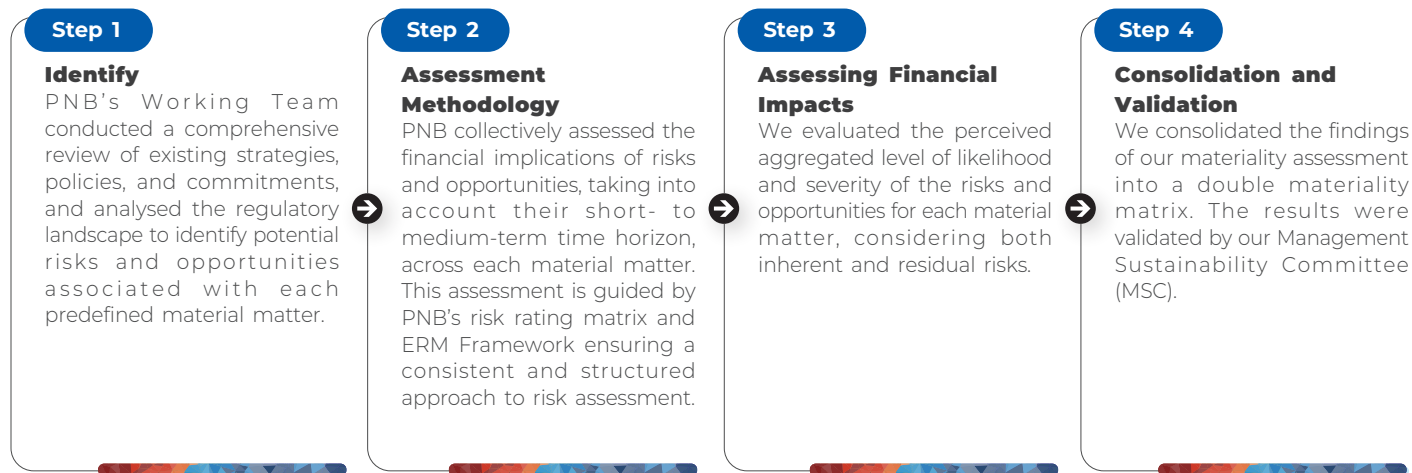 Step 1
Identify
PNB's Working Team
conducted a comprehensive
review of existing strategies,
policies, and commitments,
and analysed the regulatory
landscape to identify potential
risks and opportunities
associated with each
predefined material matter.
Step 2
Assessment
Methodology
PNB collectively assessed the
financial implications of risks
and opportunities, taking into
account their short- to
medium-term time horizon,
across each material matter.
This assessment is guided by
PNB's risk rating matrix and
ERM Framework ensuring a
consistent and structured
approach to risk assessment.
Step 3
Assessing Financial
Impacts
We evaluated the perceived
aggregated level of likelihood
and severity of the risks and
opportunities for each material
matter, considering both
inherent and residual risks.
Step 4
Consolidation and
Validation
We consolidated the findings
of our materiality assessment
into a double materiality
matrix. The results were
validated by our Management
Sustainability Committee
(MSC).